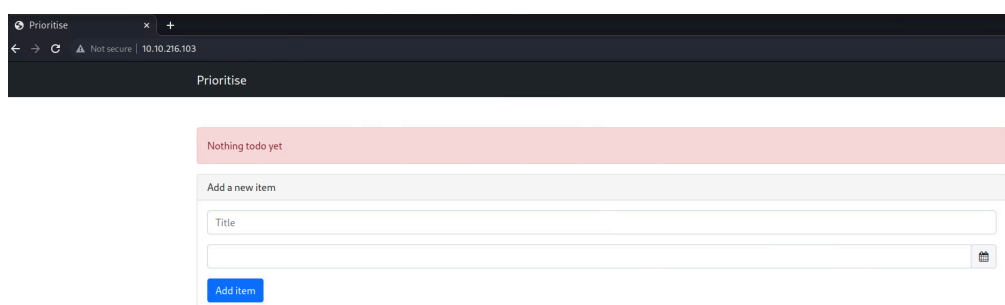 Prioritise
Not secure | 10.10.216.103
Prioritise
Nothing todo yet
Add a new item
Title
Add item